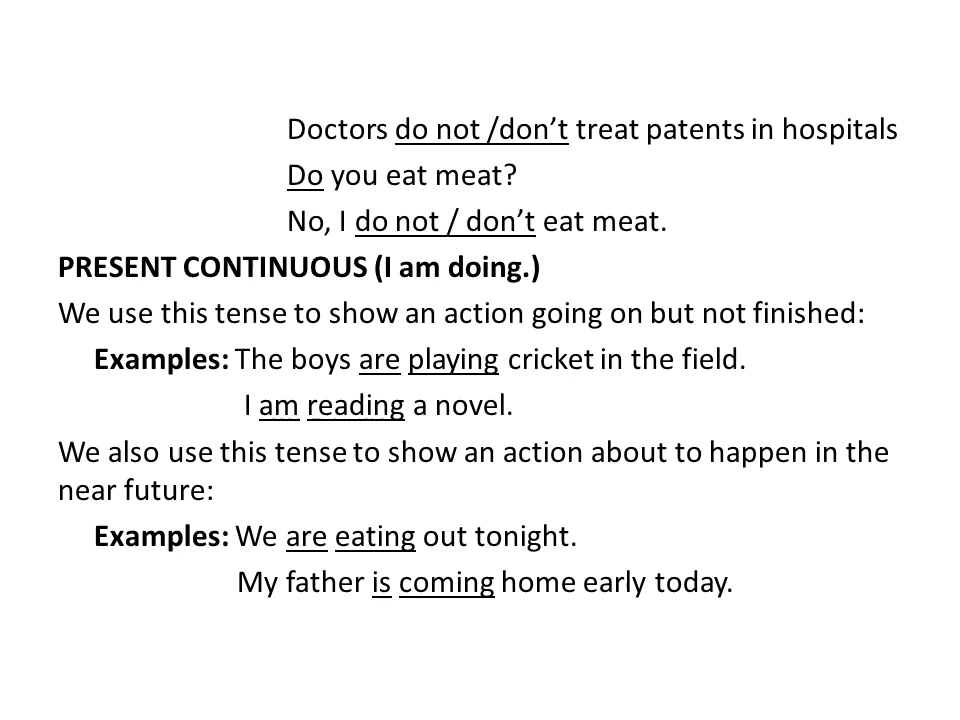 Doctors do not /don’t treat patents in hospitals
Do you eat meat?
No, I do not / don’t eat meat.
PRESENT CONTINUOUS (I am doing.)
We use this tense to show an action going on but not finished:
Examples: The boys are playing cricket in the field.
I am reading a novel.
We also use this tense to show an action about to happen in the
near future:
Examples: We are eating out tonight.
My father is coming home early today.